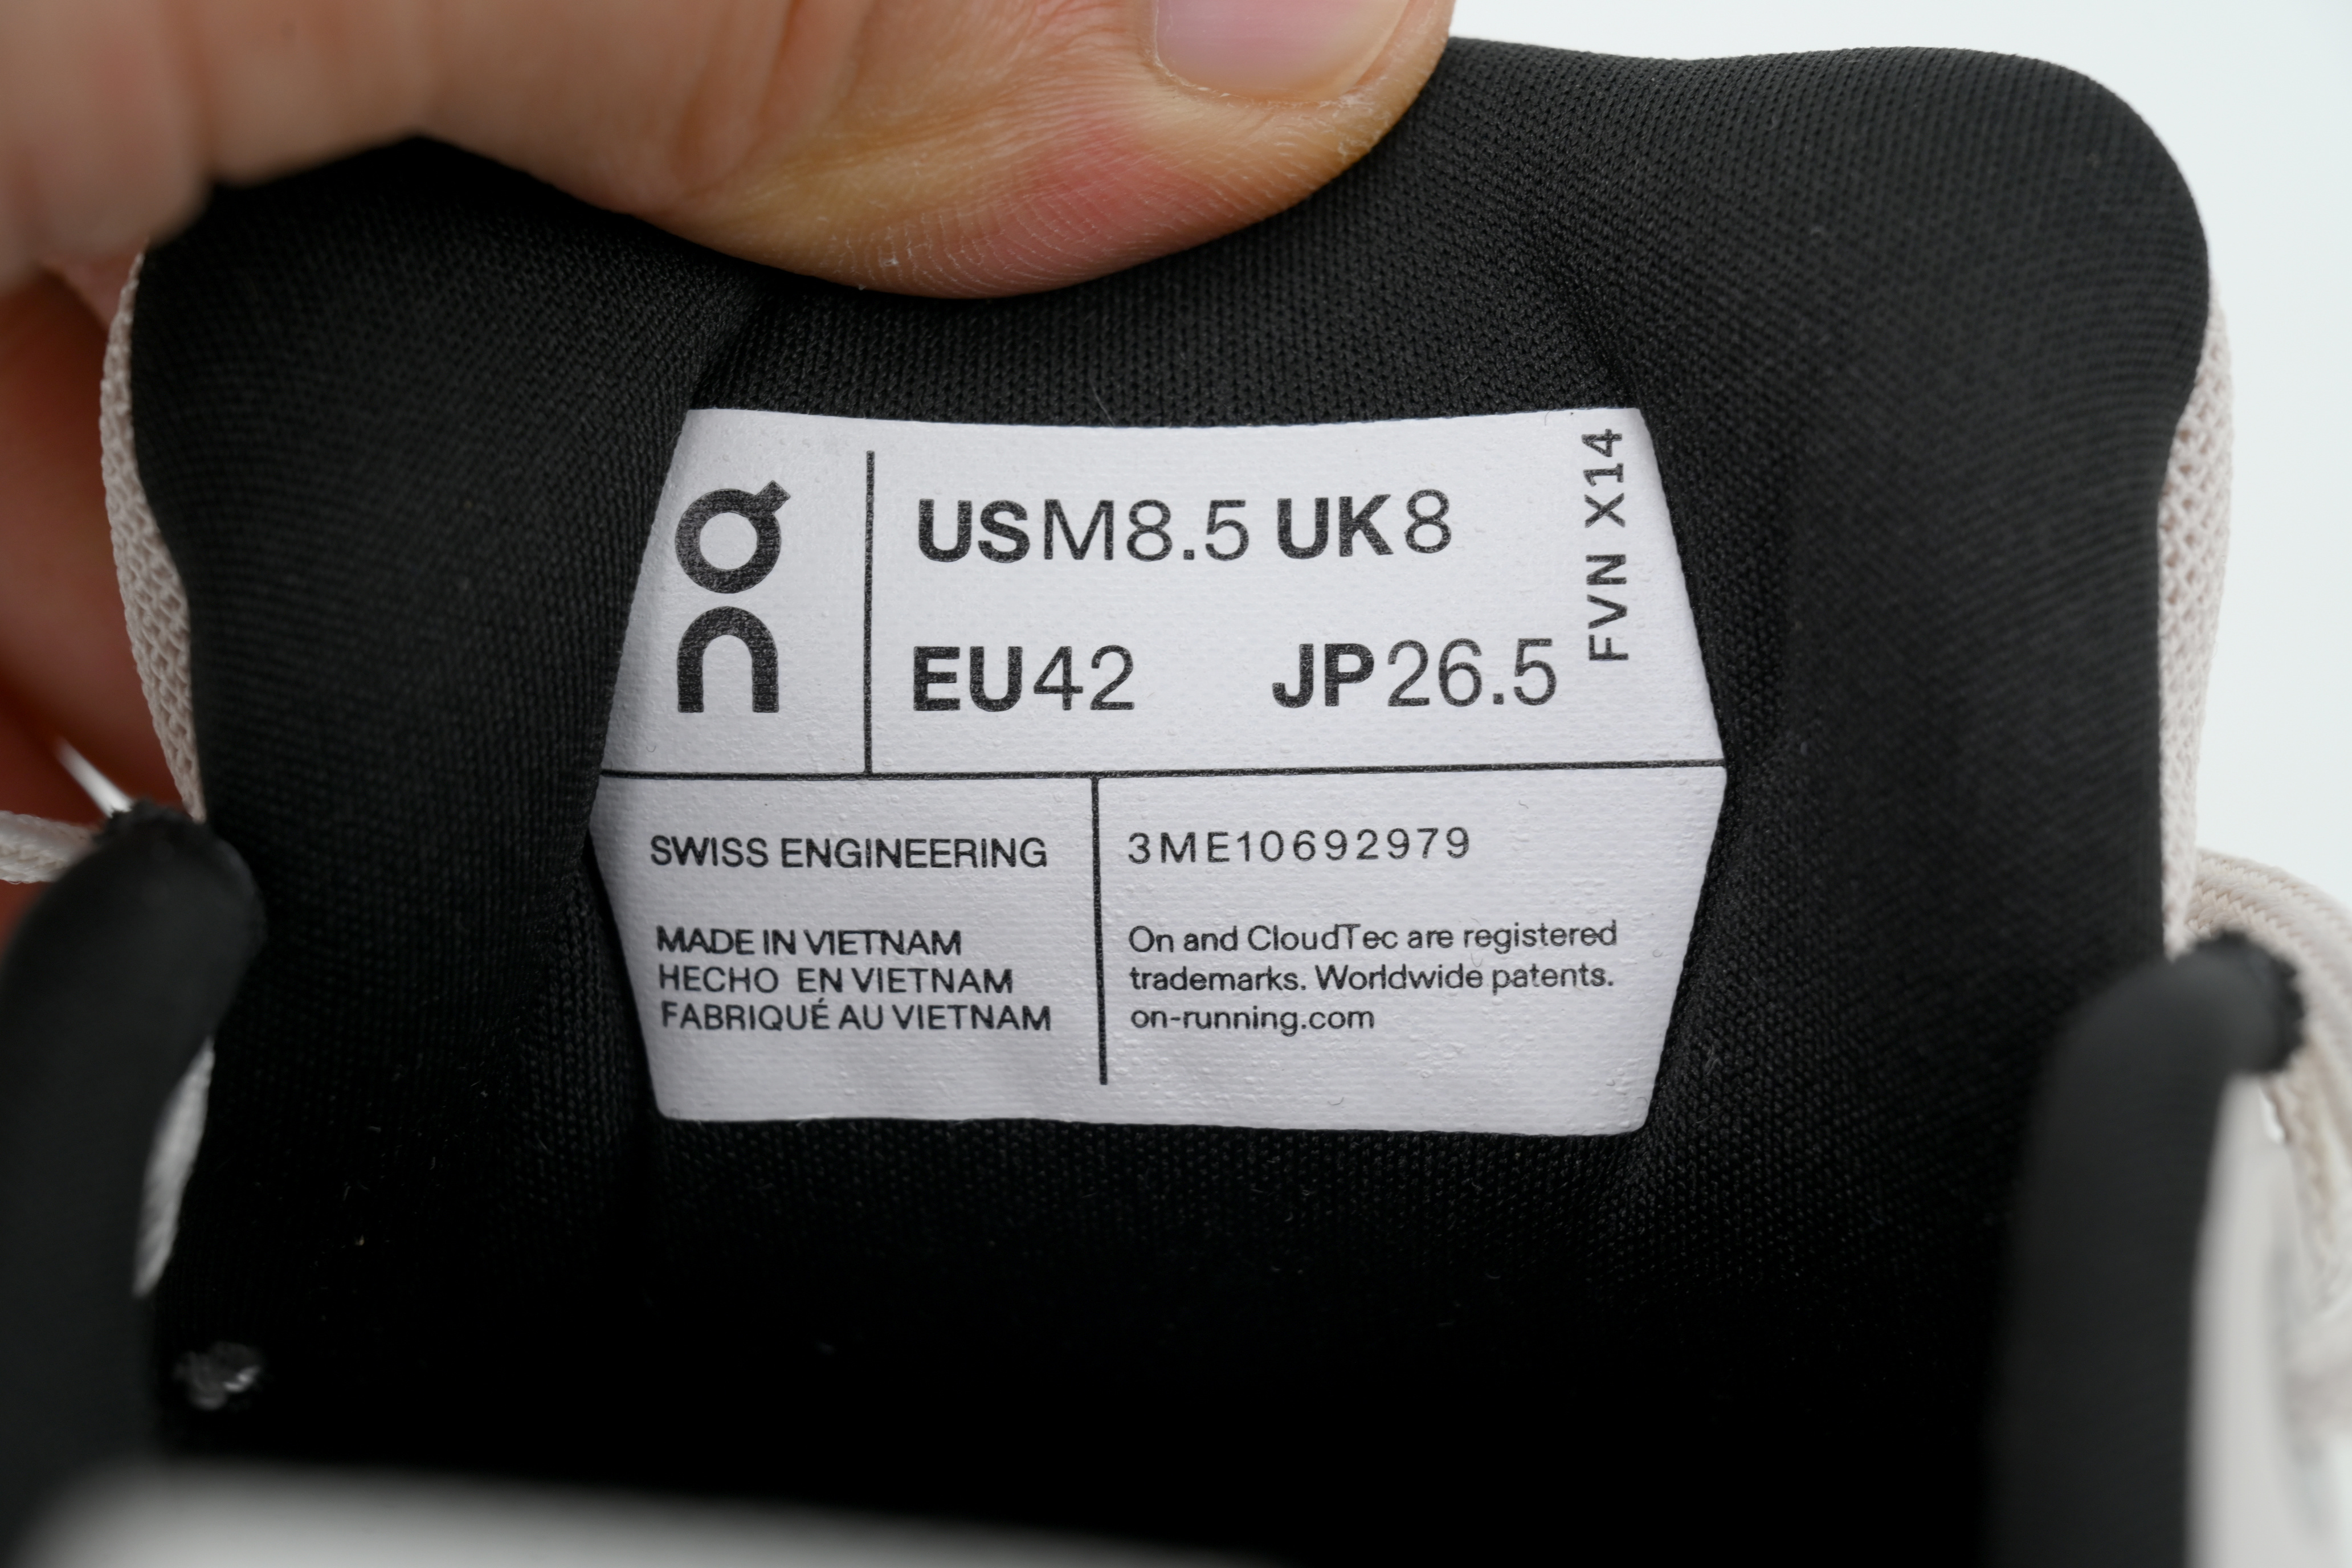 On
USM8.5 UK8
EU42 JP26.5
FVN X14
SWISS ENGINEERING
MADE IN VIETNAM
HECHO EN VIETNAM
FABRIQUÉ AU VIETNAM
3ME10692979
On and CloudTec are registered
trademarks. Worldwide patents.
on-running.com